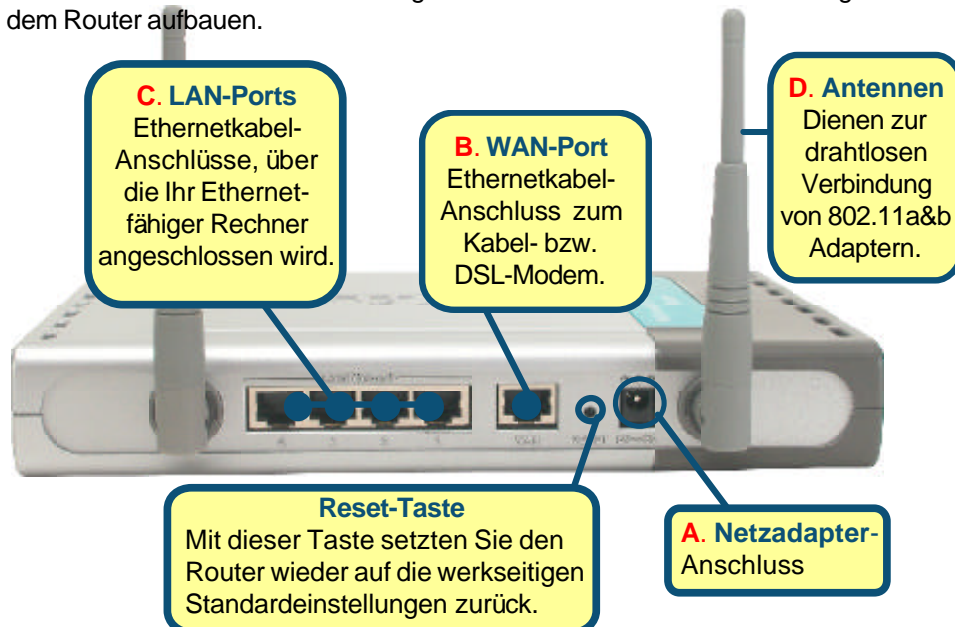 dem Router aufbauen.
C. LAN-Ports
Ethernetkabel-
Anschlüsse, über
die Ihr Ethernet-
fähiger Rechner
angeschlossen wird.
B. WAN-Port
Ethernetkabel-
Anschluss zum
Kabel- bzw.
DSL-Modem.
D. Antennen
Dienen zur
drahtlosen
Verbindung
von 802.11a&b
Adaptern.
Reset-Taste
Mit dieser Taste setzten Sie den
Router wieder auf die werkseitigen
Standardeinstellungen zurück.
A. Netzadapter-
Anschluss